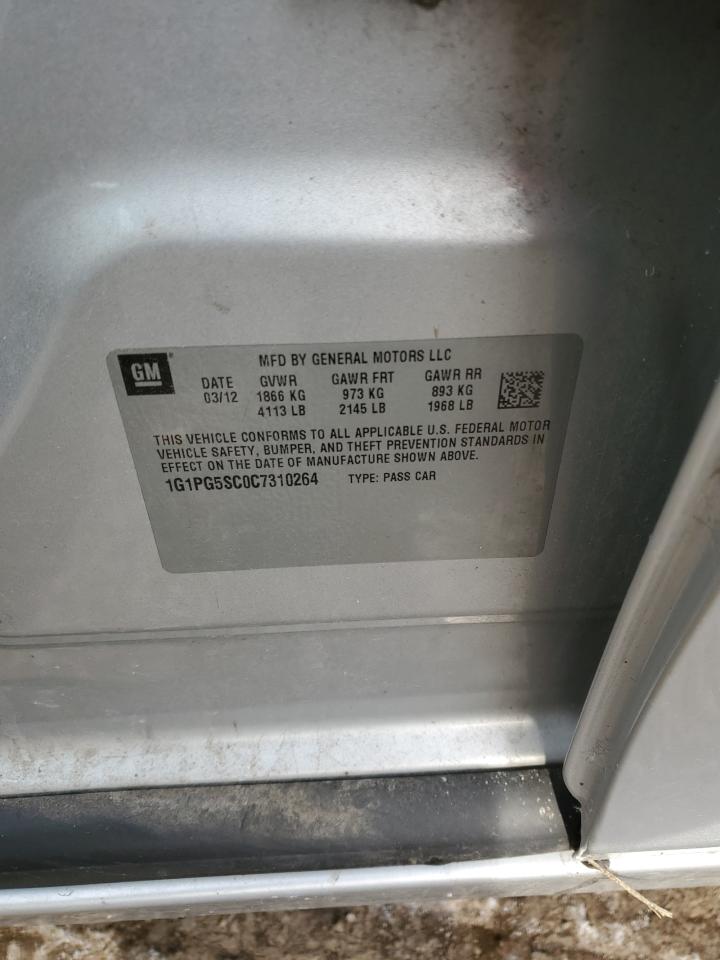 GM
MFD BY GENERAL MOTORS LLC
DATE GVWR GAWR FRT GAWR RR
03/12 1866 KG 973 KG 893 KG
4113 LB 2145 LB 1968 LB
THIS VEHICLE CONFORMS TO ALL APPLICABLE U.S. FEDERAL MOTOR
VEHICLE SAFETY, BUMPER, AND THEFT PREVENTION STANDARDS IN
EFFECT ON THE DATE OF MANUFACTURE SHOWN ABOVE.
1G1PG5SC0C7310264 TYPE: PASS CAR